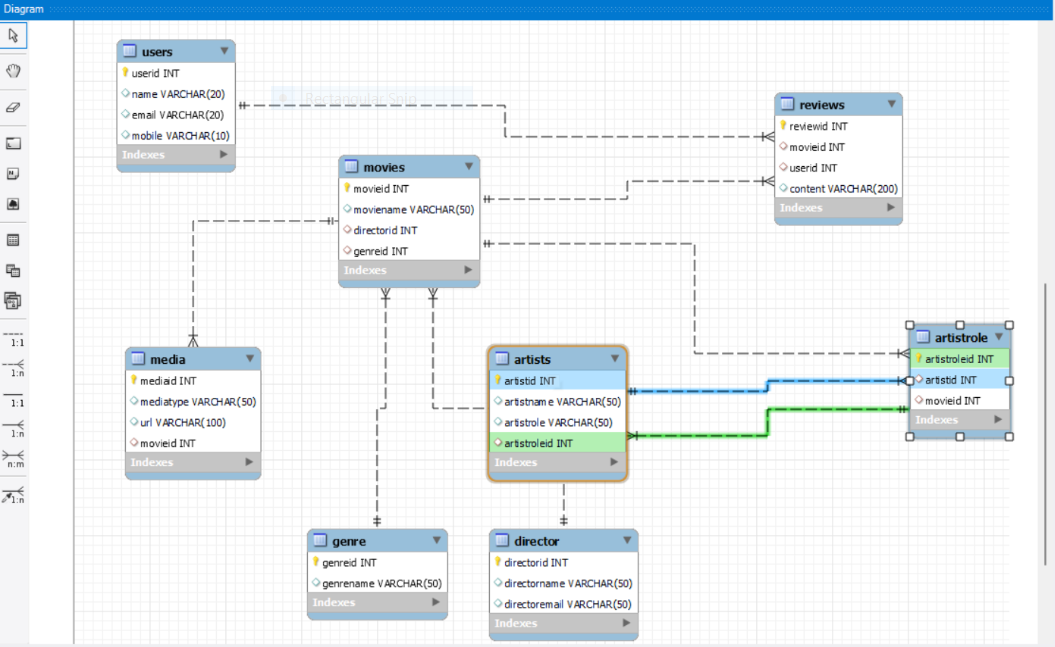 Diagram
users
userid INT
name VARCHAR(20)
email VARCHAR(20)
mobile VARCHAR(10)
Indexes
Rectangular Snip
reviews
reviewid INT
movieid INT
userid INT
content VARCHAR(200)
Indexes
movies
movieid INT
moviename VARCHAR(50)
directorid INT
genreid INT
Indexes
1:1
1:n
1:1
1:n
n:m
1:n
media
mediaid INT
mediatype VARCHAR(50)
url VARCHAR(100)
movieid INT
Indexes
artists
artistid INT
artistname VARCHAR(50)
artistrole VARCHAR(50)
artistroleid INT
Indexes
artistrole
artistroleid INT
artistid INT
movieid INT
Indexes
genre
genreid INT
genrename VARCHAR(50)
Indexes
director
directorid INT
directorname VARCHAR(50)
directoremail VARCHAR(50)
Indexes